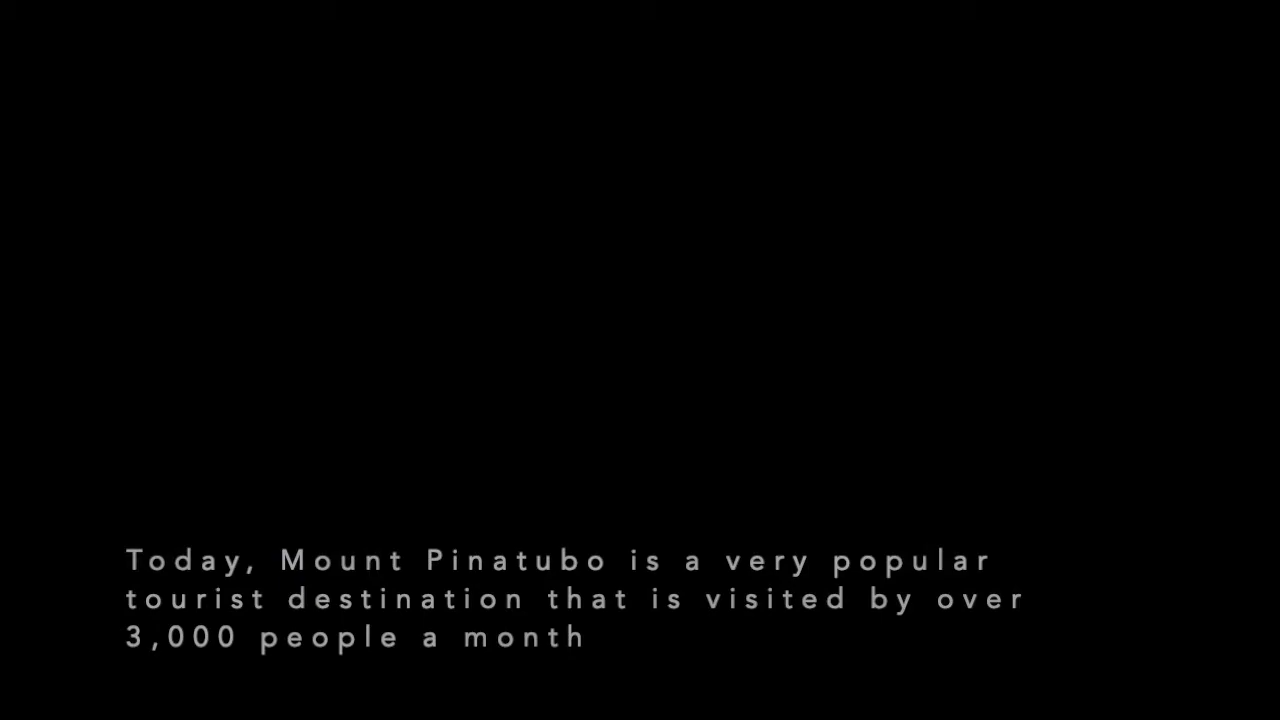 Today, Mount Pinatubo is a very popular
tourist destination that is visited by over
3,000 people a month